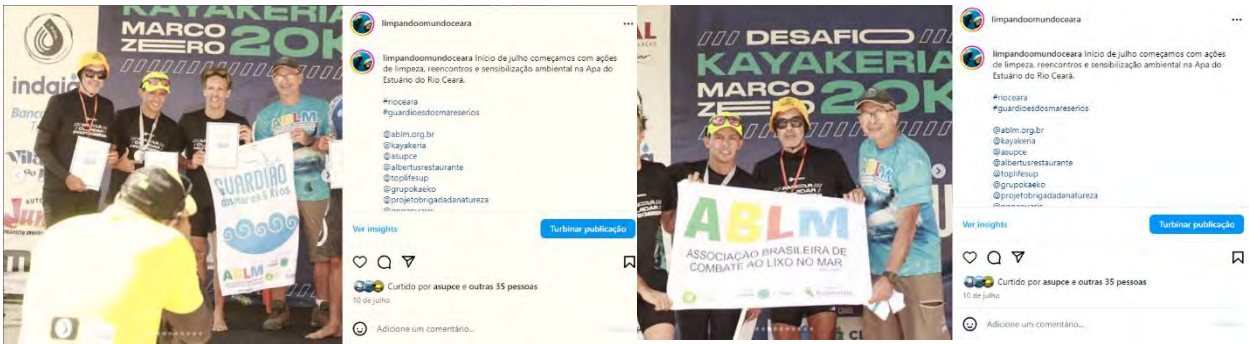 KAYAKERIA
MARCO
ZERO 20K
indaiá
GUARDIÃO
dos Mares e Rios
ABLM
limpandoomundoceara
limpandoomundoceara Início de julho começamos com ações
de limpeza, reencontros e sensibilização ambiental na Apa do
Estuário do Rio Ceará.
#rioceara
#guardioesdosmareserios
@ablm.org.br
@kayakeria
@asupce
@albertusrestaurante
@toplifesup
@grupokaeko
@projetobrigadadanatureza
Ver insights
Turbinar publicação
Curtido por asupce e outras 35 pessoas
10 de julho
Adicione um comentário...
DESAFIO
KAYAKERIA
MARCO
ZERO 20K
ABLM
ABLM
ASSOCIAÇÃO BRASILEIRA DE
COMBATE AO LIXO NO MAR
limpandoomundoceara
limpandoomundoceara Início de julho começamos com ações
de limpeza, reencontros e sensibilização ambiental na Apa do
Estuário do Rio Ceará.
#rioceara
#guardioesdosmareserios
@ablm.org.br
@kayakeria
@asupce
@albertusrestaurante
@toplifesup
@grupokaeko
@projetobrigadadanatureza
Ver insights
Turbinar publicação
Curtido por asupce e outras 35 pessoas
10 de julho
Adicione um comentário...